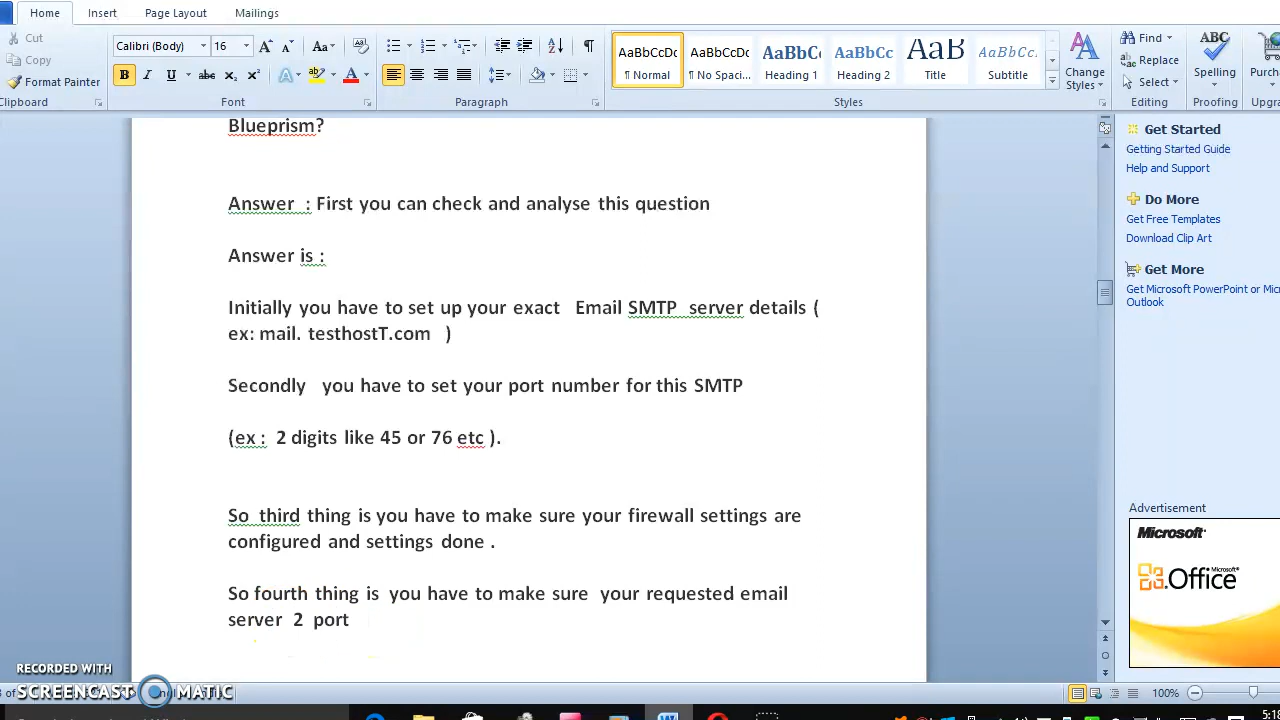 Home Insert Page Layout Mailings
Cut
Copy
Format Painter
Clipboard
Calibri (Body) 16
Font
Paragraph
AaBbCcDc AaBbCcDc AaBbCc AaBbCc AaB AaBbCc.
¶ Normal ¶ No Spaci... Heading 1 Heading 2 Title Subtitle
Change
Styles
Styles
Find
Replace
Select
Editing
Spelling
Proofing
Purch
Upgra
Blueprism?
Answer : First you can check and analyse this question
Answer is :
Initially you have to set up your exact Email SMTP server details (
ex: mail. testhostT.com )
Secondly you have to set your port number for this SMTP
(ex : 2 digits like 45 or 76 etc ).
So third thing is you have to make sure your firewall settings are
configured and settings done .
So fourth thing is you have to make sure your requested email
server 2 port
Get Started
Getting Started Guide
Help and Support
Do More
Get Free Templates
Download Clip Art
Get More
Get Microsoft PowerPoint or Mic
Outlook
Advertisement
Microsoft
Microsoft
Office
RECORDED WITH
SCREENCAST MATIC
100%
5:18